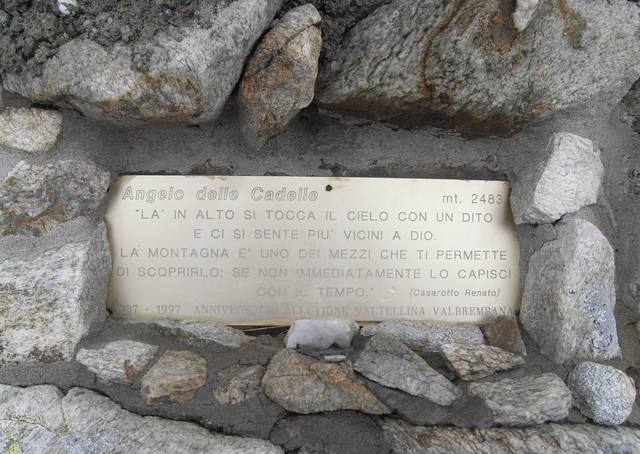 Angelo delle Cadelle mt. 2483
"LA' IN ALTO SI TOCCA IL CIELO CON UN DITO
E CI SI SENTE PIU' VICINI A DIO.
LA MONTAGNA E' UNO DEI MEZZI CHE TI PERMETTE
DI SCOPRIRLO; SE NON IMMEDIATAMENTE LO CAPISCI
CON IL TEMPO." (Casarotto Renato)
1987 - 1997 ALLUVIONE VALTELLINA VALBREMBANA